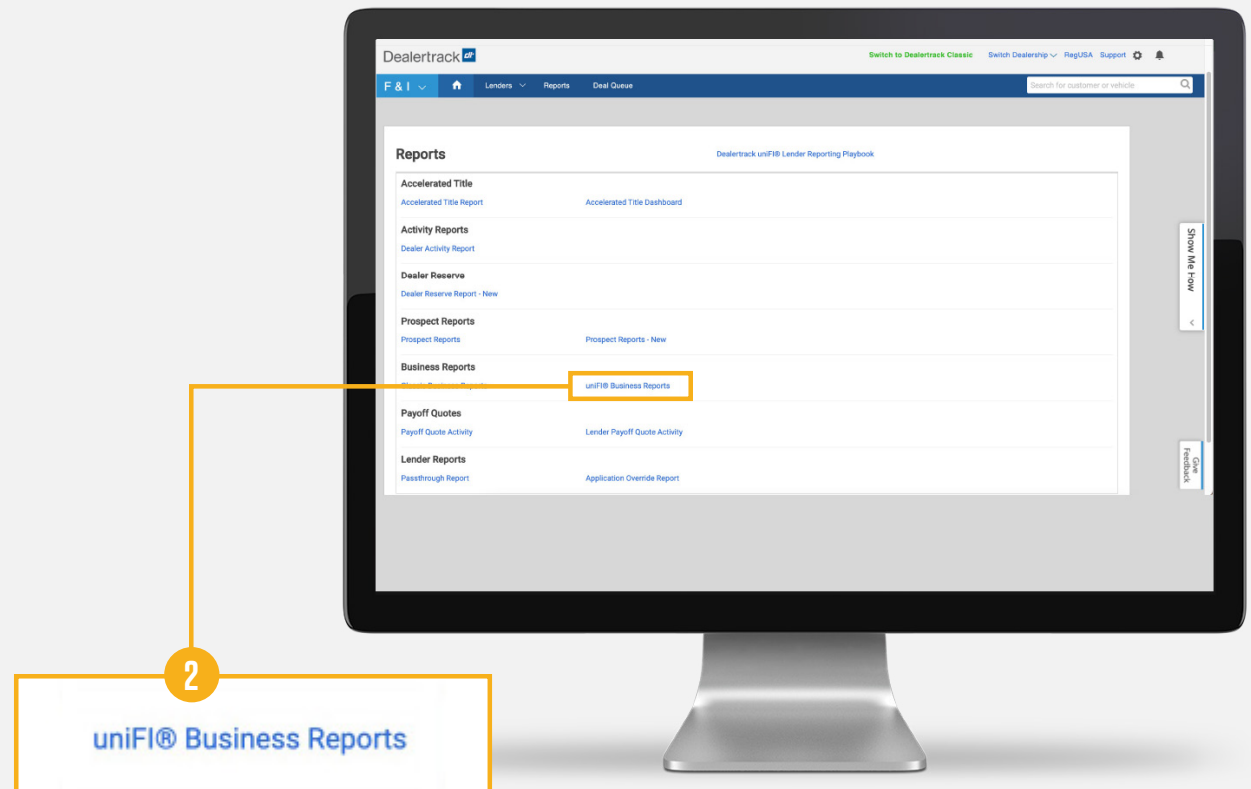 Dealertrack dt
Switch to Dealertrack Classic Switch Dealership RegUSA Support
F & I Lenders Reports Deal Queue Search for customer or vehicle
Reports Dealertrack uniFI® Lender Reporting Playbook
Accelerated Title
Accelerated Title Report Accelerated Title Dashboard
Activity Reports
Dealer Activity Report
Dealer Reserve
Dealer Reserve Report - New
Prospect Reports
Prospect Reports Prospect Reports - New
Business Reports
uniFI® Business Reports
Payoff Quotes
Payoff Quote Activity Lender Payoff Quote Activity
Lender Reports
Passthrough Report Application Override Report
Show Me How
Give
Feedback
2
uniFI® Business Reports